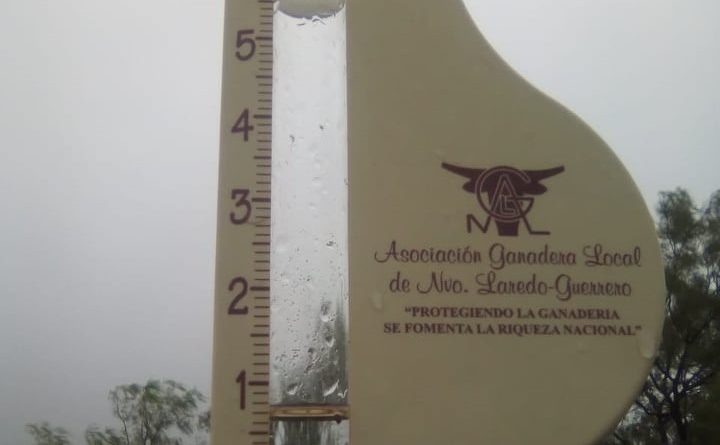 5
4
3
2
1
Asociación Ganadera Local
de Nvo. Laredo-Guerrero
"PROTEGIENDO LA GANADERIA
SE FOMENTA LA RIQUEZA NACIONAL"